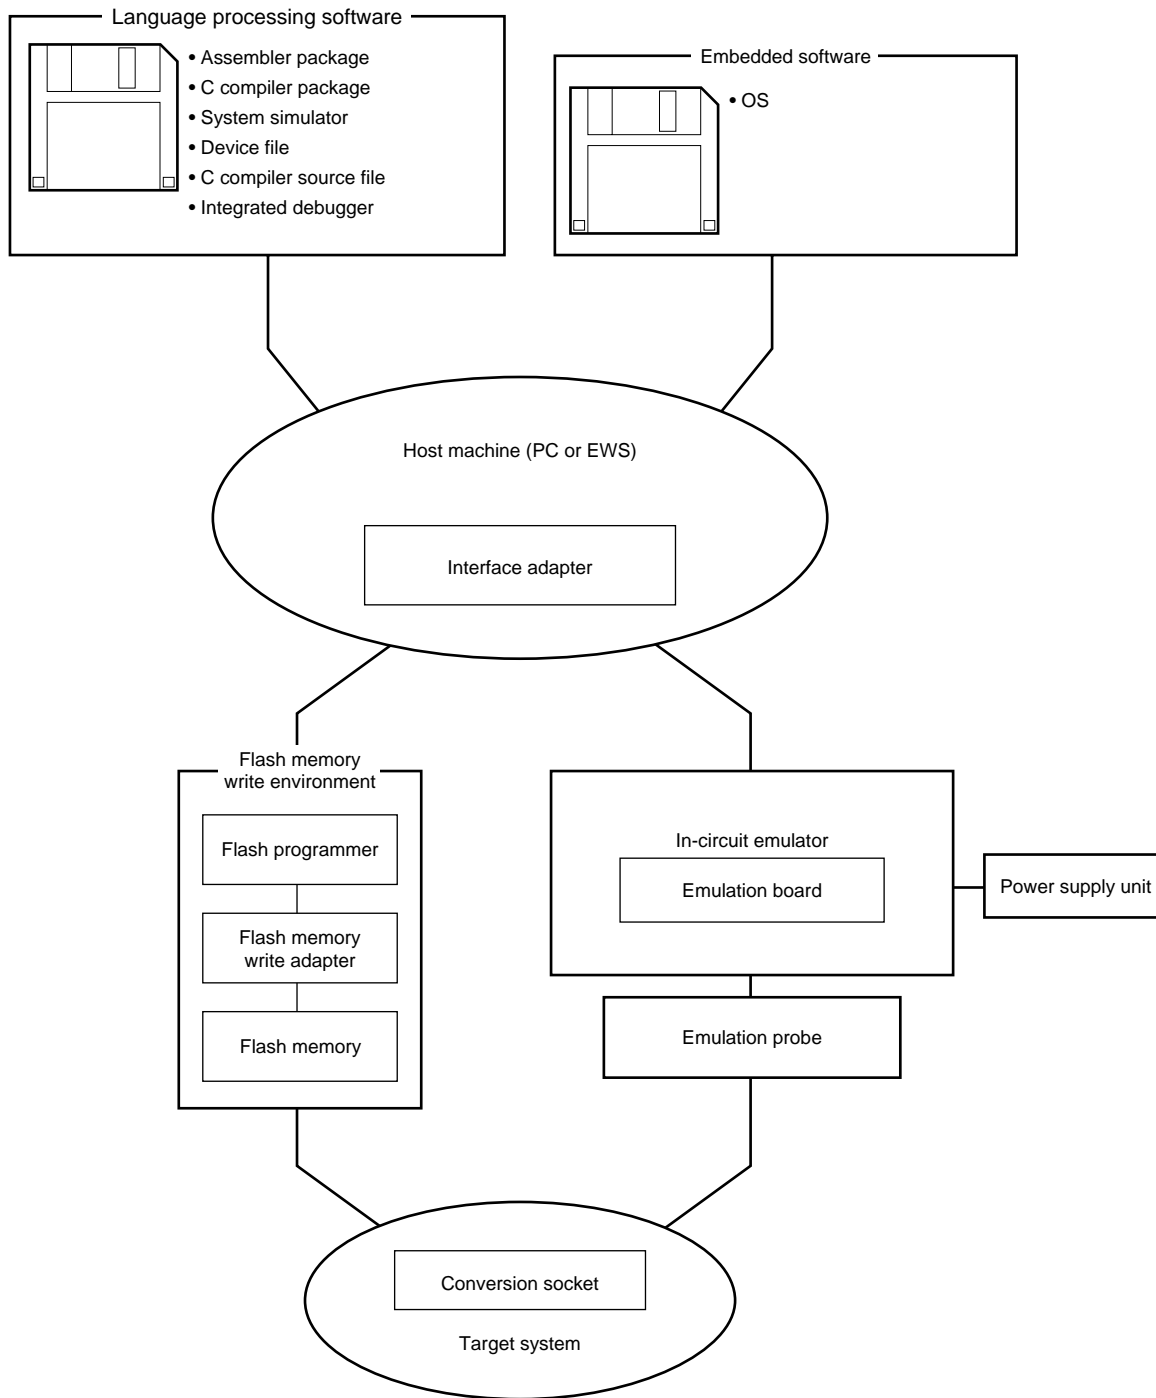 Language processing software
• Assembler package
• C compiler package
• System simulator
• Device file
• C compiler source file
• Integrated debugger
Embedded software
• OS
Host machine (PC or EWS)
Interface adapter
Flash memory
write environment
Flash programmer
Flash memory
write adapter
Flash memory
In-circuit emulator
Emulation board
Power supply unit
Emulation probe
Conversion socket
Target system